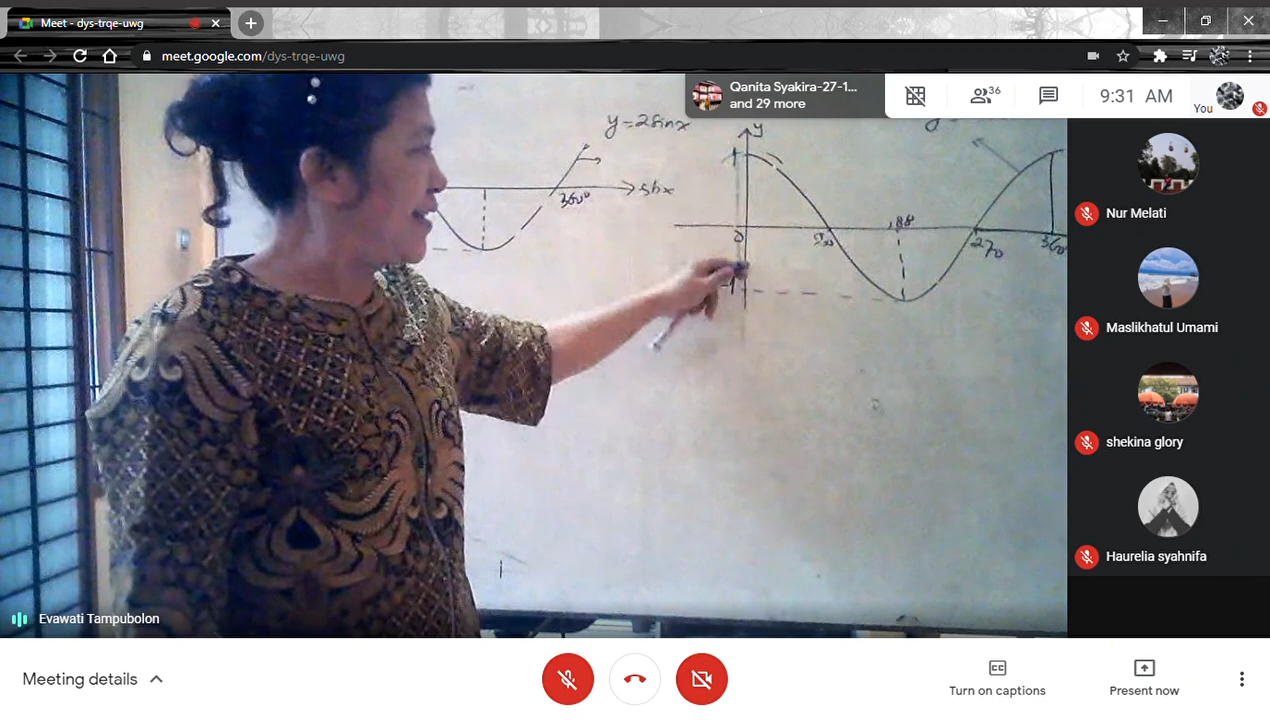 Meet - dys-trqe-uwg
meet.google.com/dys-trqe-uwg
Qanita Syakira-27-1...
and 29 more
36
9:31 AM
You
y=2sinx
y
sbx
360°
0
270
360°
-1
Nur Melati
Maslikhatul Umami
shekina glory
Haurelia syahnifa
Evawati Tampubolon
Meeting details
CC
Turn on captions
Present now